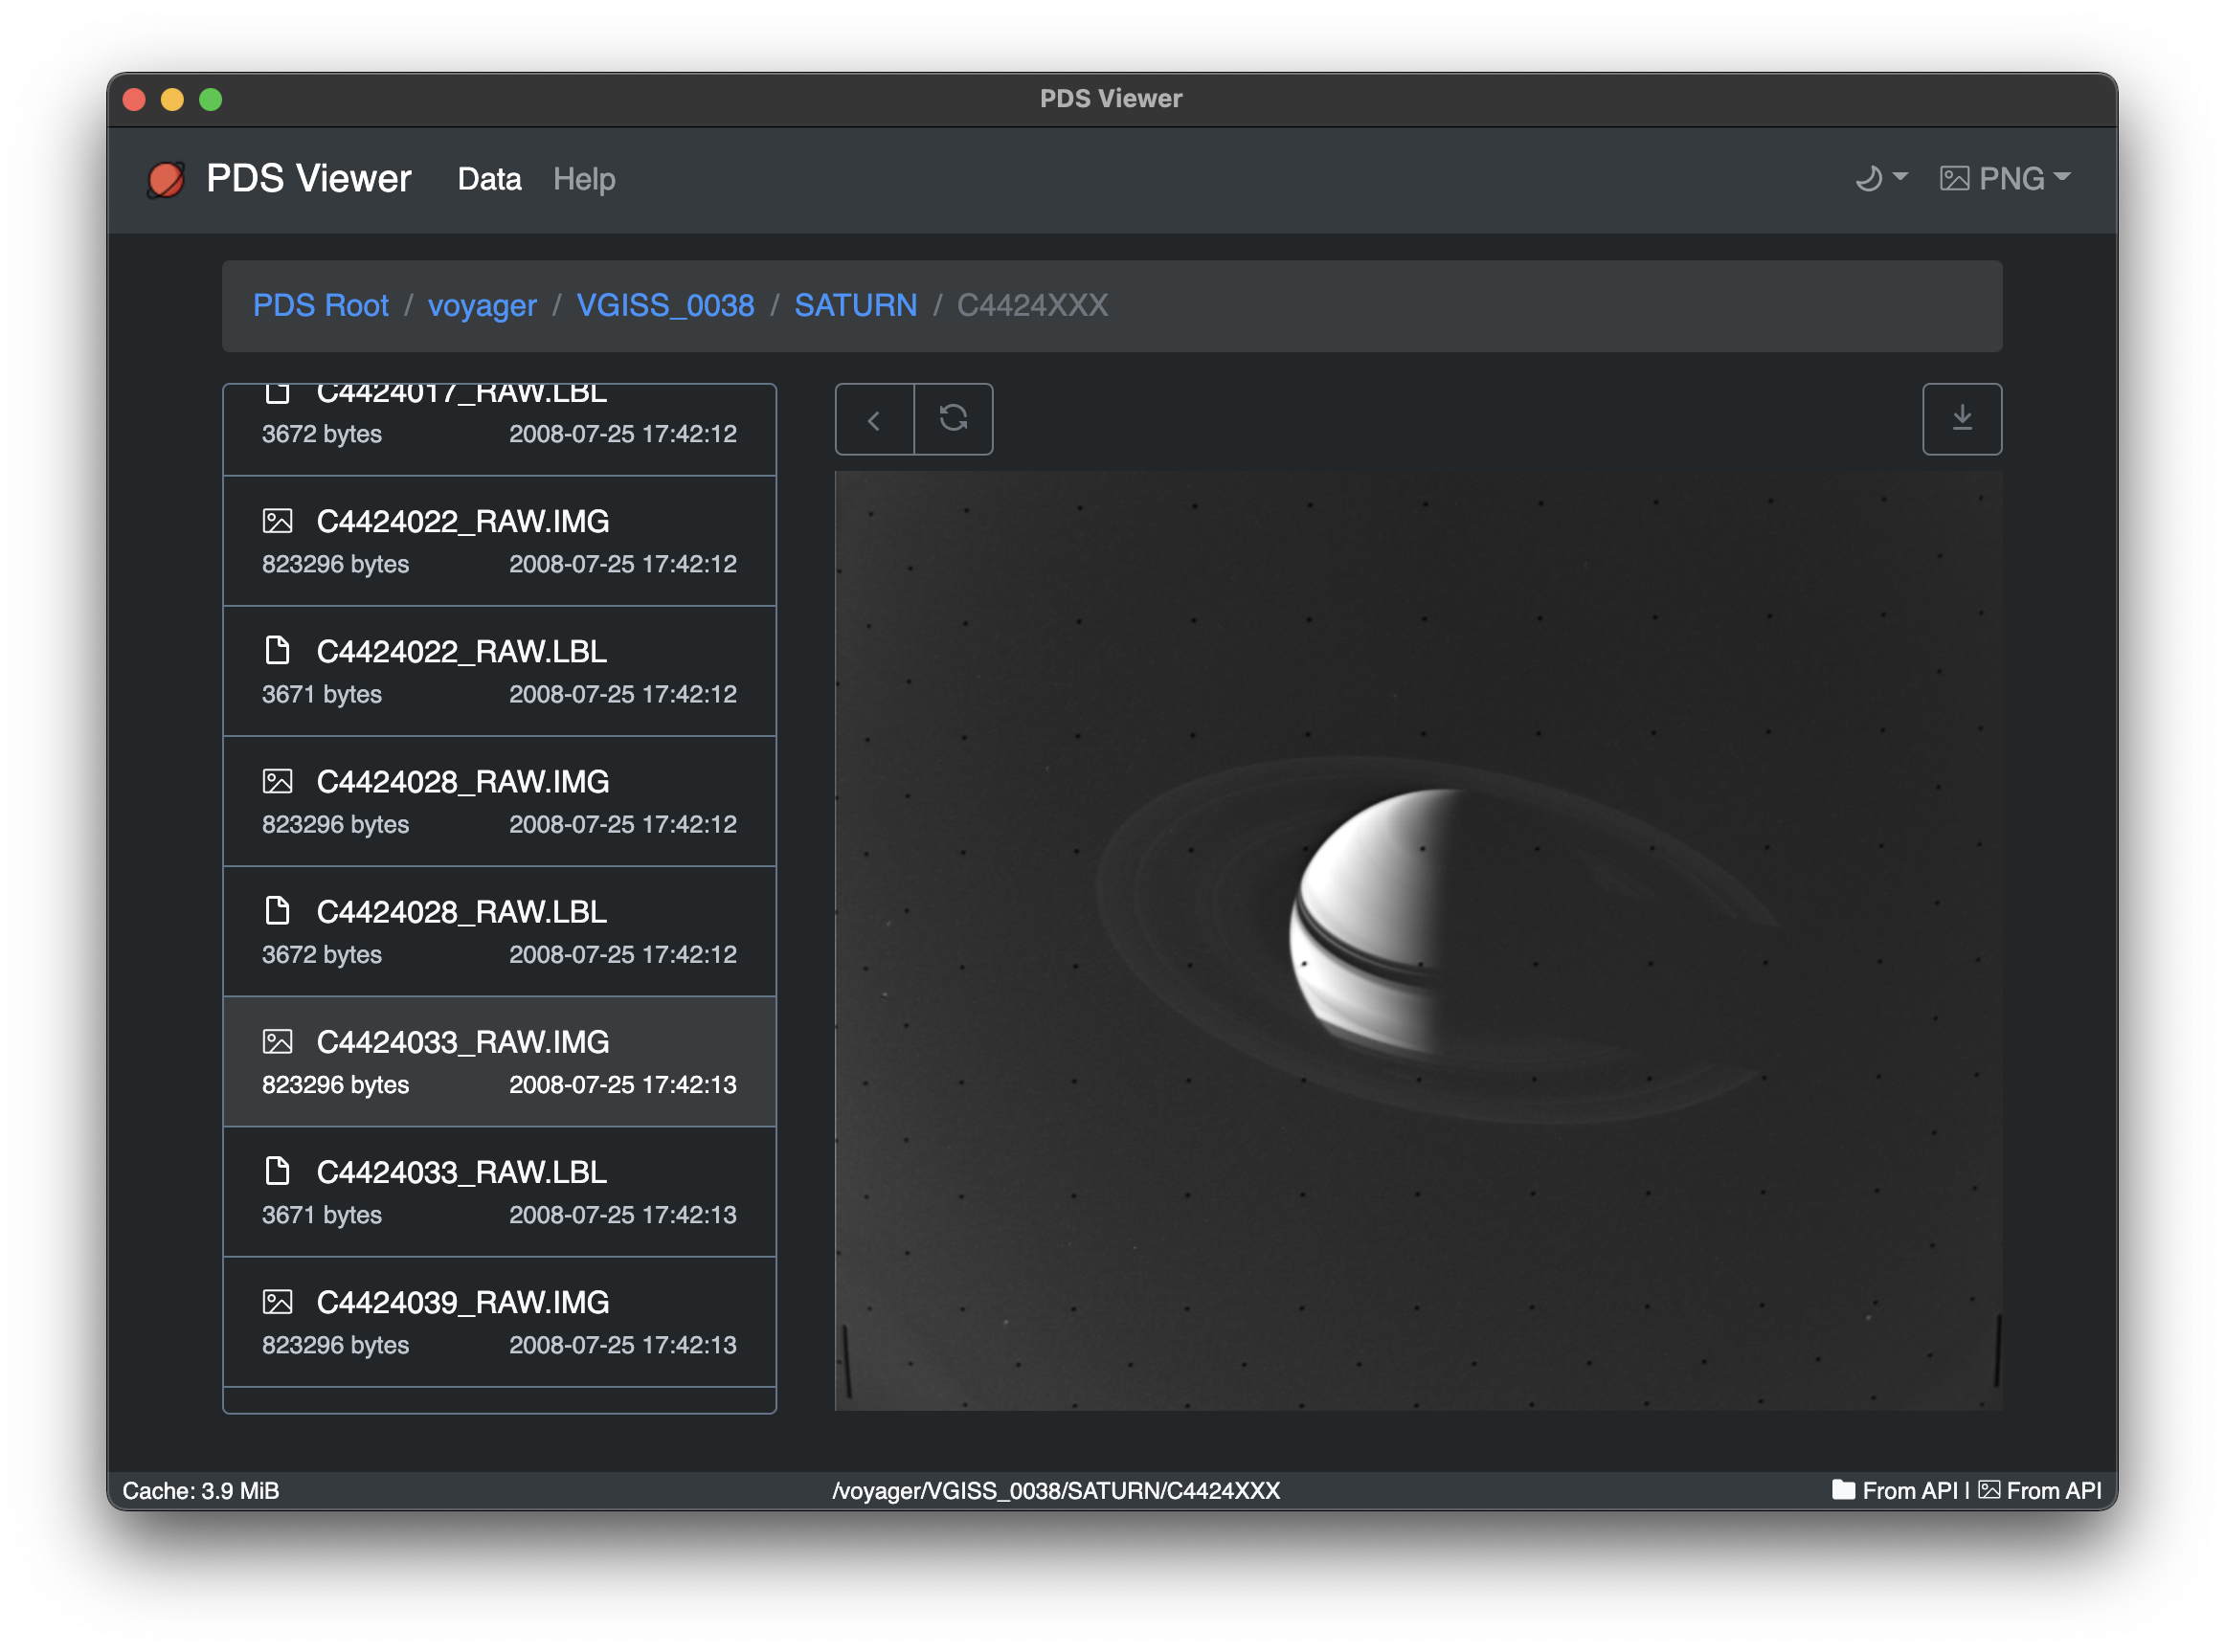 PDS Viewer
PDS Viewer Data Help PNG
PDS Root / voyager / VGISS_0038 / SATURN / C4424XXX
C4424017_RAW.LBL
3672 bytes 2008-07-25 17:42:12
C4424022_RAW.IMG
823296 bytes 2008-07-25 17:42:12
C4424022_RAW.LBL
3671 bytes 2008-07-25 17:42:12
C4424028_RAW.IMG
823296 bytes 2008-07-25 17:42:12
C4424028_RAW.LBL
3672 bytes 2008-07-25 17:42:12
C4424033_RAW.IMG
823296 bytes 2008-07-25 17:42:13
C4424033_RAW.LBL
3671 bytes 2008-07-25 17:42:13
C4424039_RAW.IMG
823296 bytes 2008-07-25 17:42:13
Cache: 3.9 MiB /voyager/VGISS_0038/SATURN/C4424XXX From API | From API